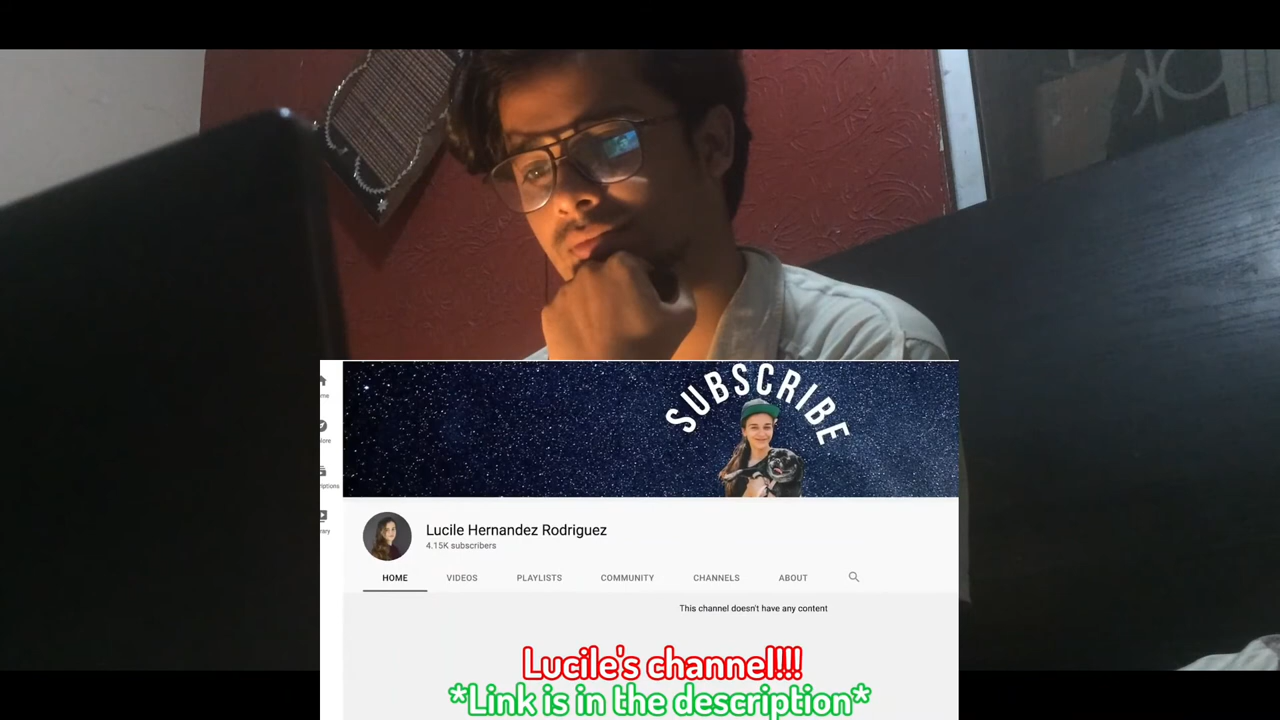 SUBSCRIBE
Lucile Hernandez Rodriguez
4.15K subscribers
HOME VIDEOS PLAYLISTS COMMUNITY CHANNELS ABOUT
This channel doesn't have any content
Lucile's channel!!!
*Link is in the description*